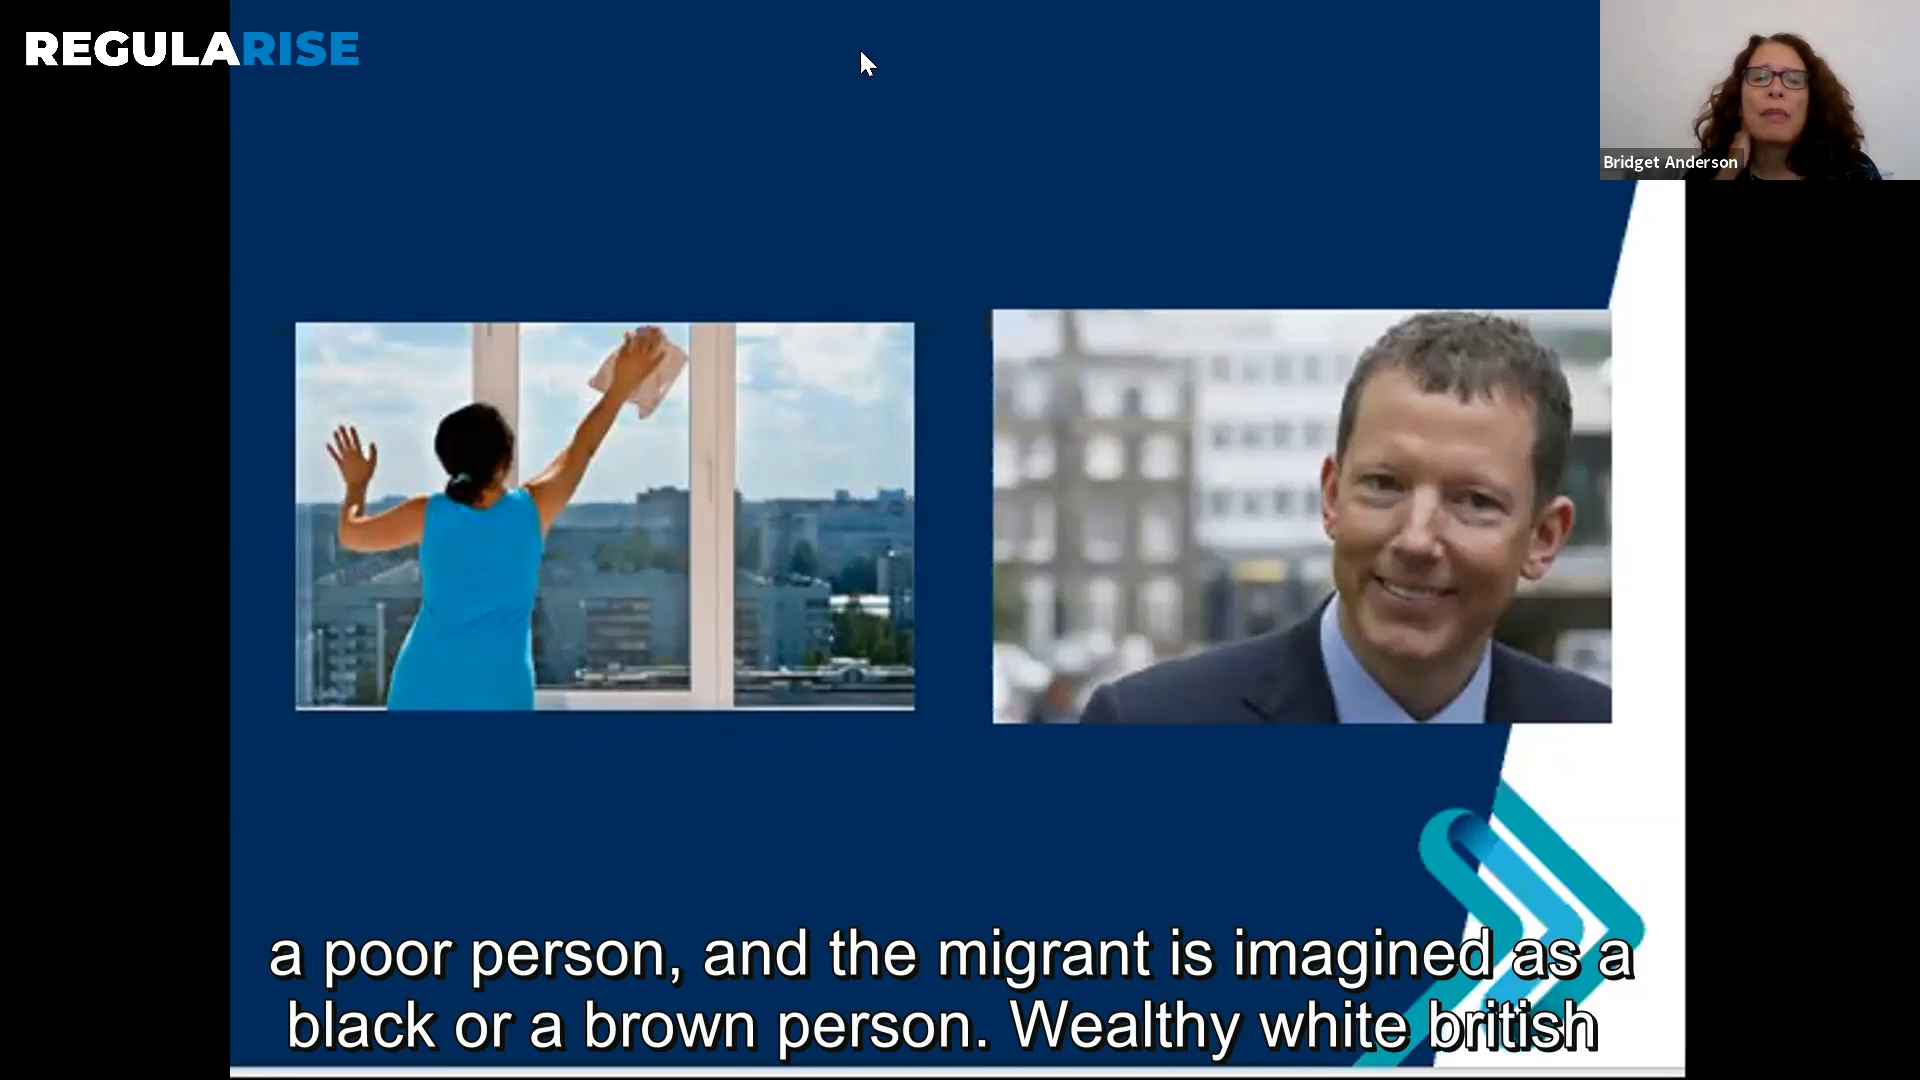 REGULARISE
Bridget Anderson
a poor person, and the migrant is imagined as a
black or a brown person. Wealthy white british